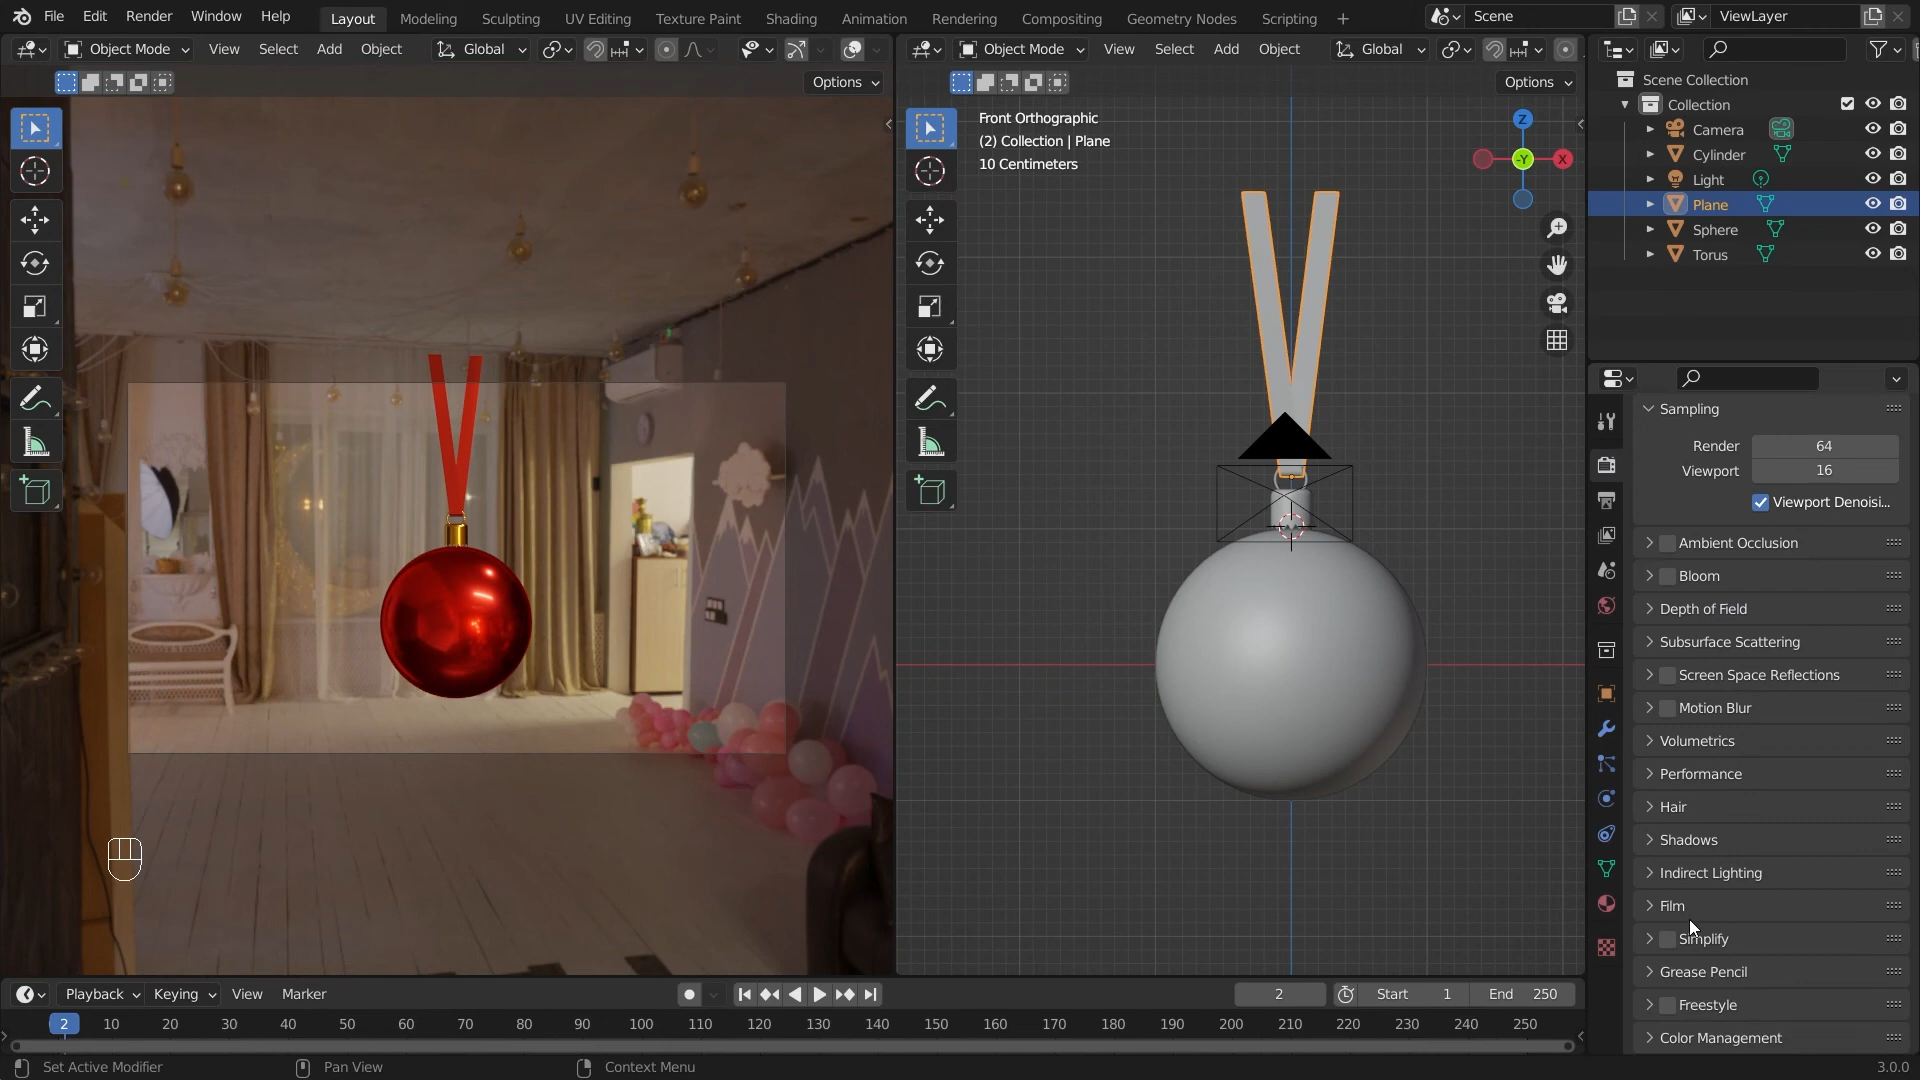 File Edit Render Window Help Layout Modeling Sculpting UV Editing Texture Paint Shading Animation Rendering Compositing Geometry Nodes Scripting + Scene ViewLayer
Object Mode View Select Add Object Global Object Mode View Select Add Object Global
Options Options
Front Orthographic
(2) Collection | Plane
10 Centimeters
Z
-Y
X
Scene Collection
Collection
Camera
Cylinder
Light
Plane
Sphere
Torus
Sampling
Render 64
Viewport 16
Viewport Denoisi...
Ambient Occlusion
Bloom
Depth of Field
Subsurface Scattering
Screen Space Reflections
Motion Blur
Volumetrics
Performance
Hair
Shadows
Indirect Lighting
Film
Simplify
Grease Pencil
Freestyle
Color Management
Playback Keying View Marker 2 Start 1 End 250
2 10 20 30 40 50 60 70 80 90 100 110 120 130 140 150 160 170 180 190 200 210 220 230 240 250
Set Active Modifier Pan View Context Menu 3.0.0